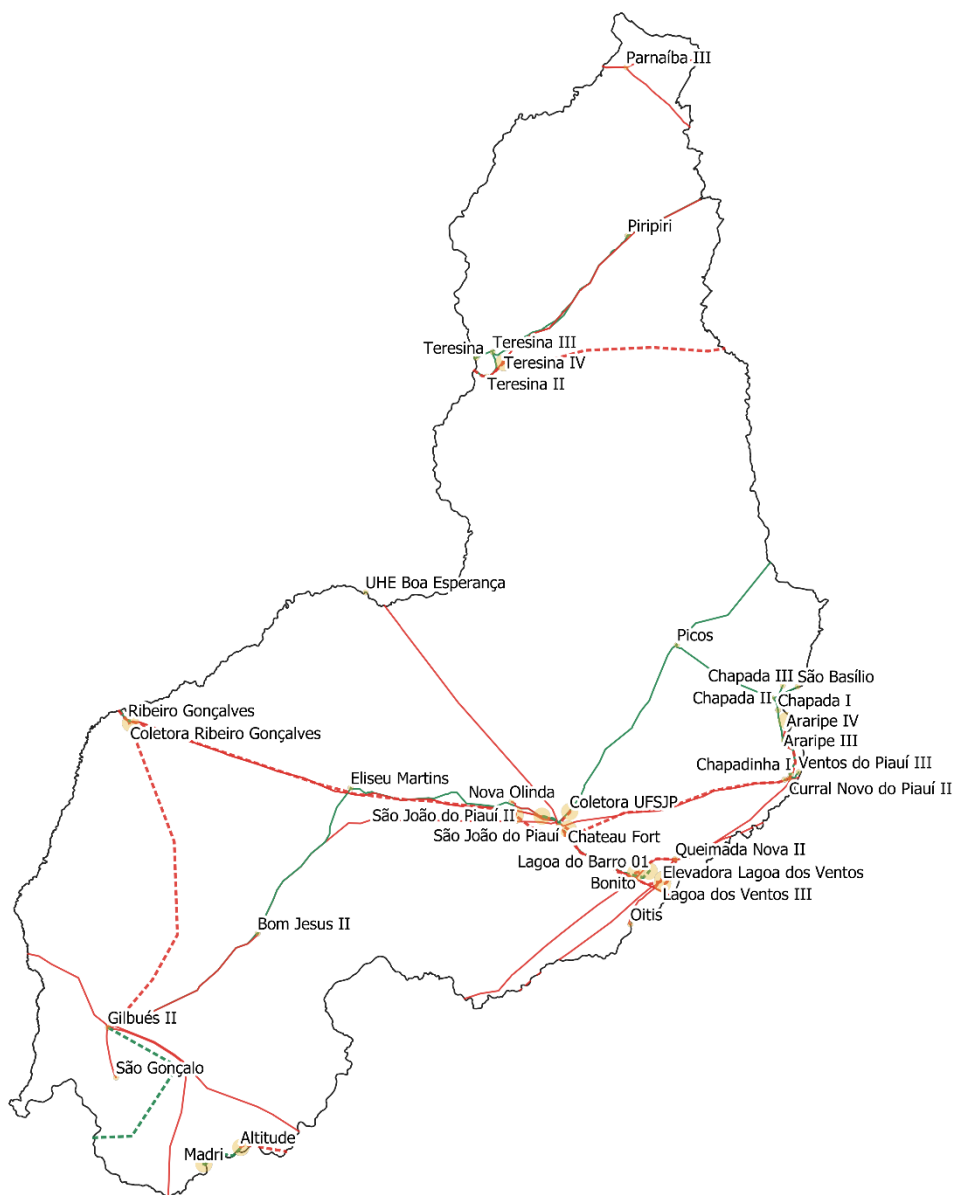 Parnaíba III
Piripiri
Teresina III
Teresina
Teresina IV
Teresina II
UHE Boa Esperança
Picos
Chapada III
São Basílio
Chapada II
Chapada I
Araripe IV
Ribeiro Gonçalves
Coletora Ribeiro Gonçalves
Araripe III
Chapadinha I
Ventos do Piauí III
Eliseu Martins
Curral Novo do Piauí II
Nova Olinda
Coletora UFSJP
São João do Piauí II
São João do Piauí
Chateau Fort
Queimada Nova II
Lagoa do Barro 01
Elevadora Lagoa dos Ventos
Bonito
Lagoa dos Ventos III
Oitis
Bom Jesus II
Gilbués II
São Gonçalo
Altitude
Madri